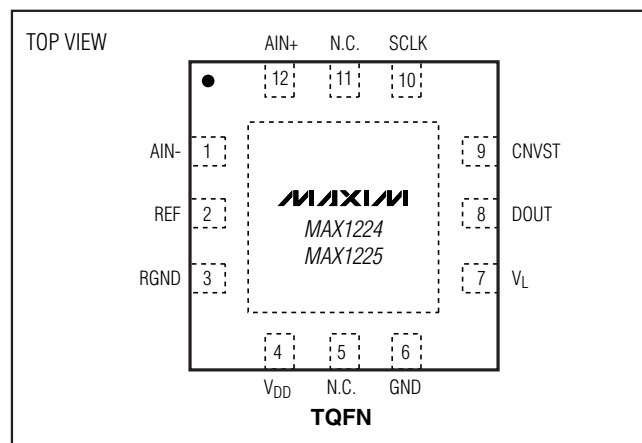 TOP VIEW
AIN+ N.C. SCLK
12 11 10
AIN- 1
9 CNVST
MAXIM
REF 2
MAX1224
8 DOUT
MAX1225
RGND 3
7 VL
4 5 6
VDD N.C. GND
TQFN